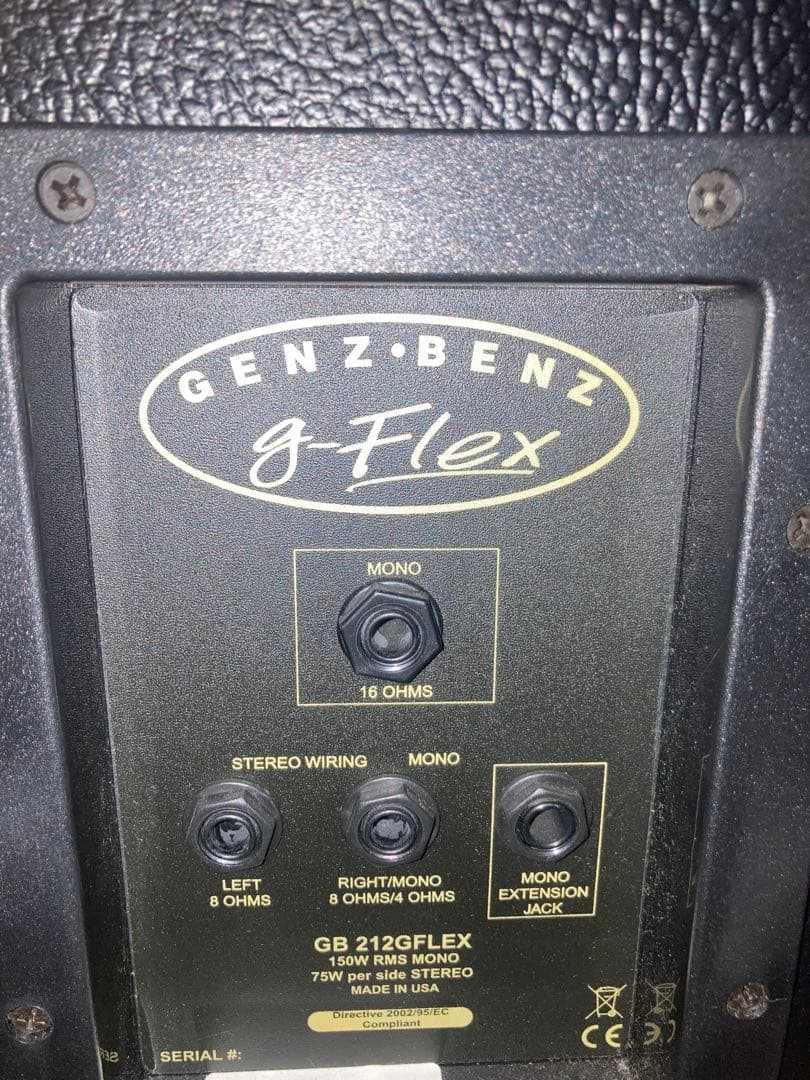 GENZ•BENZ
g-Flex
MONO
16 OHMS
STEREO WIRING MONO
LEFT
8 OHMS
RIGHT/MONO
8 OHMS/4 OHMS
MONO
EXTENSION
JACK
GB 212GFLEX
150W RMS MONO
75W per side STEREO
MADE IN USA
Directive 2002/95/EC
Compliant
CE
SERIAL #: